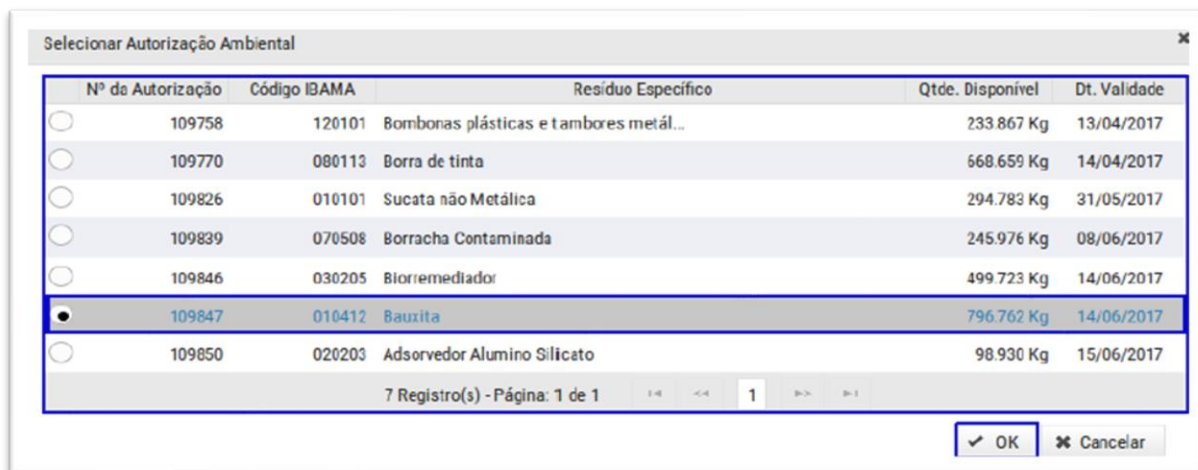 Selecionar Autorização Ambiental
Nº da Autorização Código IBAMA Resíduo Específico Qtde. Disponível Dt. Validade
109758 120101 Bombonas plásticas e tambores metál... 233.867 Kg 13/04/2017
109770 080113 Borra de tinta 668.659 Kg 14/04/2017
109826 010101 Sucata não Metálica 294.783 Kg 31/05/2017
109839 070508 Borracha Contaminada 245.976 Kg 08/06/2017
109846 030205 Biorremediador 499.723 Kg 14/06/2017
109847 010412 Bauxita 796.762 Kg 14/06/2017
109850 020203 Adsorvedor Alumino Silicato 98.930 Kg 15/06/2017
7 Registro(s) - Página: 1 de 1 1
OK Cancelar